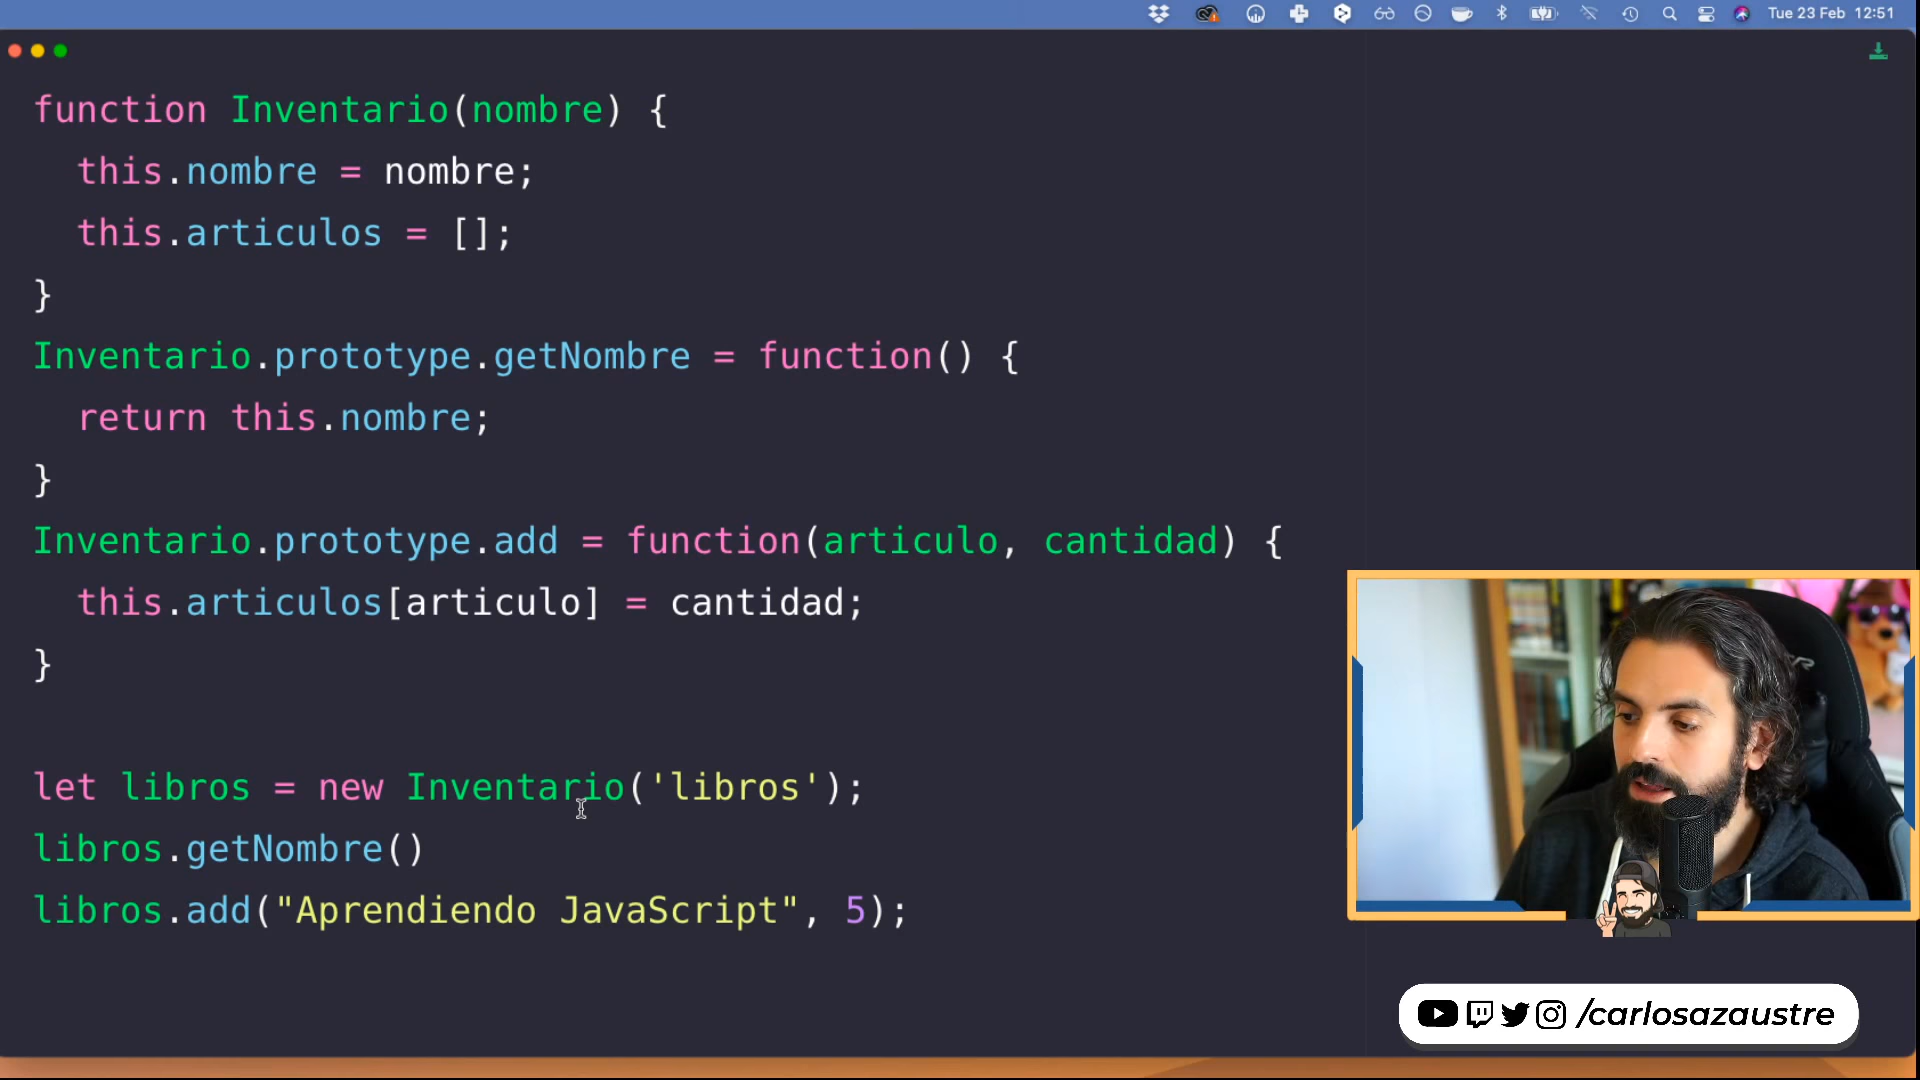 Tue 23 Feb 12:51
function Inventario(nombre) {
this.nombre = nombre;
this.articulos = [];
}
Inventario.prototype.getNombre = function() {
return this.nombre;
}
Inventario.prototype.add = function(articulo, cantidad) {
this.articulos[articulo] = cantidad;
}
let libros = new Inventario('libros');
libros.getNombre()
libros.add("Aprendiendo JavaScript", 5);
/carlosazaustre